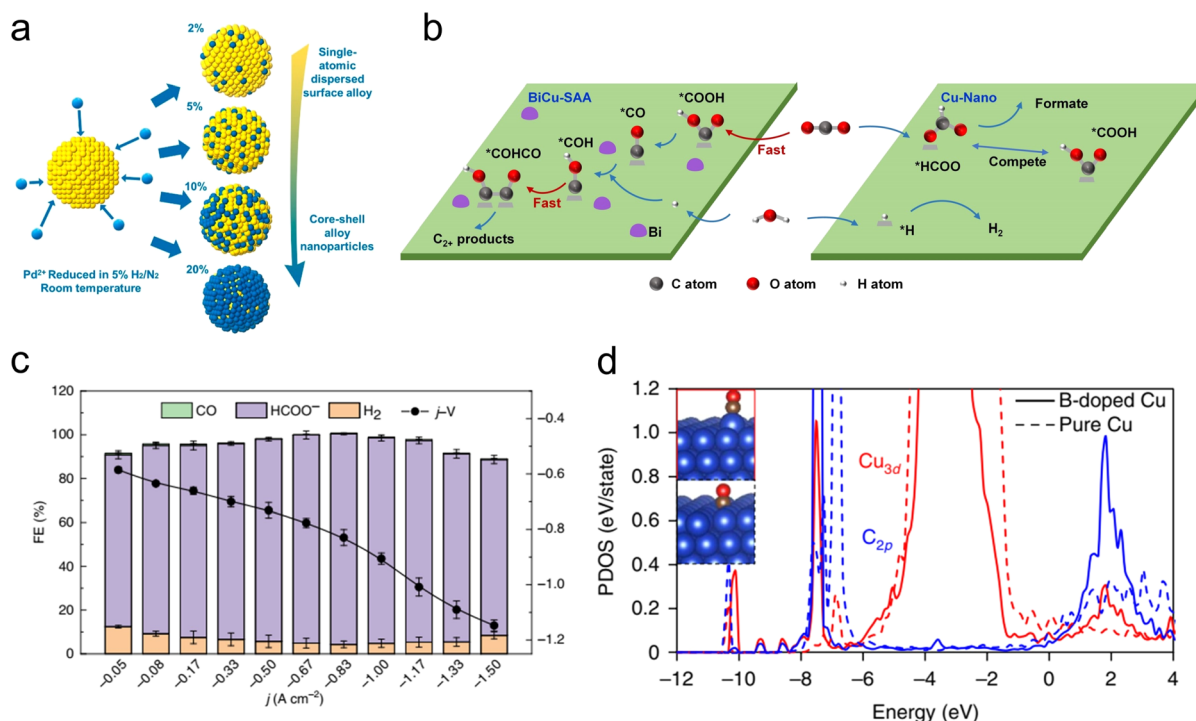 a
2%
Single-
atomic
dispersed
surface alloy
5%
10%
Core-shell
alloy
nanoparticles
20%
Pd²⁺ Reduced in 5% H₂/N₂
Room temperature
b
BiCu-SAA
*COOH
*CO
*COH
*COHCO
Fast
Fast
C₂₊ products
Bi
Cu-Nano
Formate
*COOH
*HCOO
Compete
*H
H₂
C atom
O atom
H atom
c
CO
HCOO⁻
H₂
j–V
FE (%)
120
100
80
60
40
20
0
−0.4
−0.6
−0.8
−1.0
−1.2
−0.05
−0.08
−0.17
−0.33
−0.50
−0.67
−0.83
−1.00
−1.17
−1.33
−1.50
j (A cm⁻²)
d
B-doped Cu
Pure Cu
Cu₃d
C₂p
PDOS (eV/state)
1.2
1.0
0.8
0.6
0.4
0.2
0
−12
−10
−8
−6
−4
−2
0
2
4
Energy (eV)